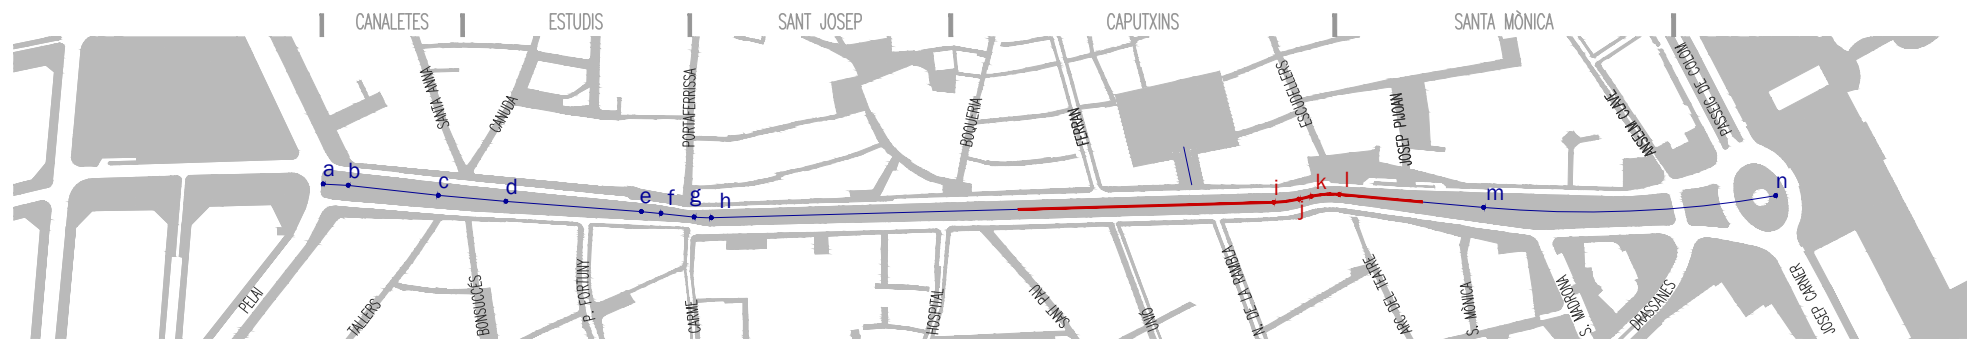 CANALETES
ESTUDIS
SANT JOSEP
CAPUTXINS
SANTA MÒNICA
SANTA ANNA
CANUDA
PORTAFERRISSA
BOQUERIA
FERRAN
ESCUDELLERS
JOSEP PIJOAN
ANSELM CLAVE
PASSEIG DE COLOM
a
b
c
d
e
f
g
h
i
j
k
l
m
n
PELAI
TALLERS
BONSUCCÉS
P. FORTUNY
CARME
HOSPITAL
SANT PAU
UNIÓ
N. DE LA RAMBLA
ARC DEL TEATRE
S. MÒNICA
S. MADRONA
DRASSANES
JOSEP CARNER